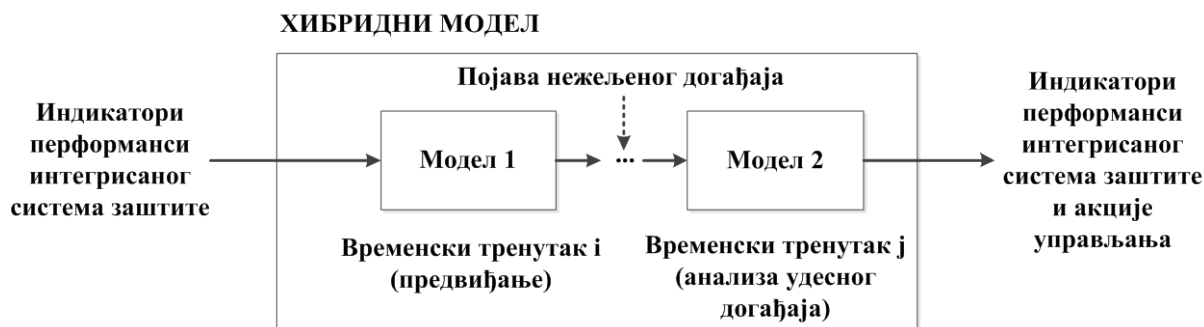 ХИБРИДНИ МОДЕЛ
Појава нежељеног догађаја
Индикатори
перформанси
интегрисаног
система заштите
Модел 1
...
Модел 2
Временски тренутак i
(предвиђање)
Временски тренутак ј
(анализа удесног
догађаја)
Индикатори
перформанси
интегрисаног
система заштите
и акције
управљања